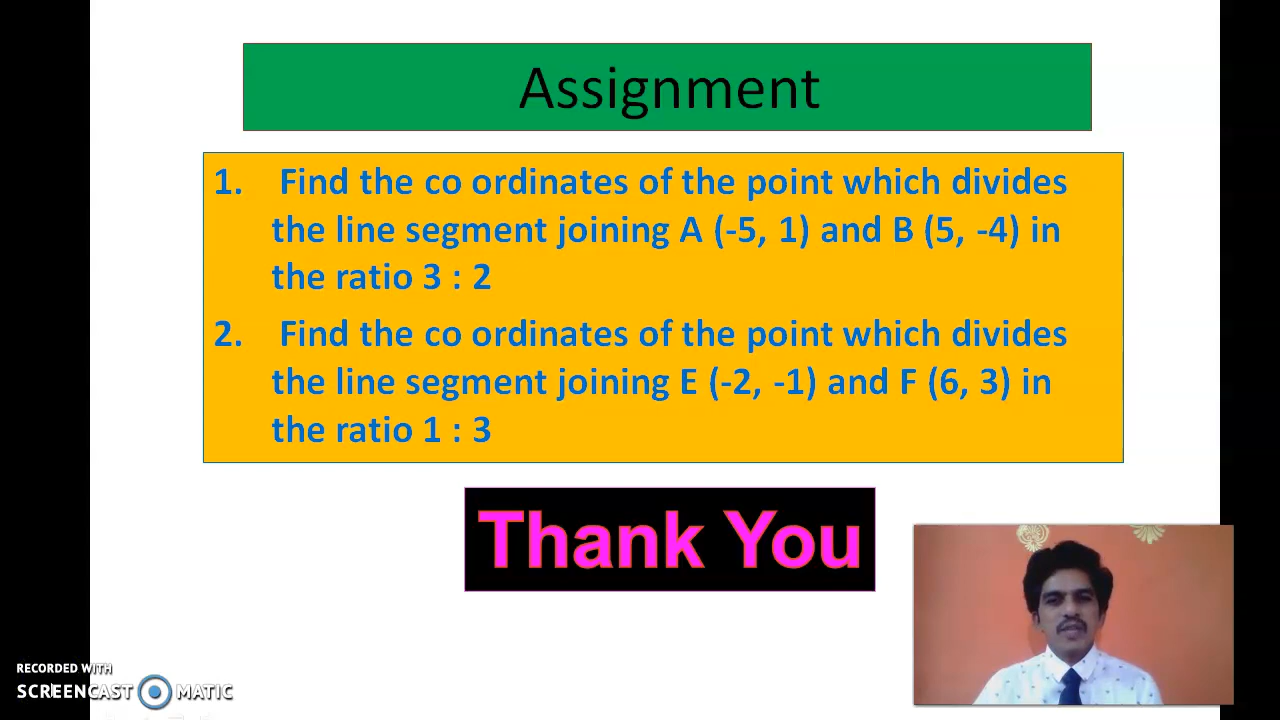 Assignment
1. Find the co ordinates of the point which divides
the line segment joining A (-5, 1) and B (5, -4) in
the ratio 3 : 2
2. Find the co ordinates of the point which divides
the line segment joining E (-2, -1) and F (6, 3) in
the ratio 1 : 3
Thank You
RECORDED WITH
SCREENCAST MATIC